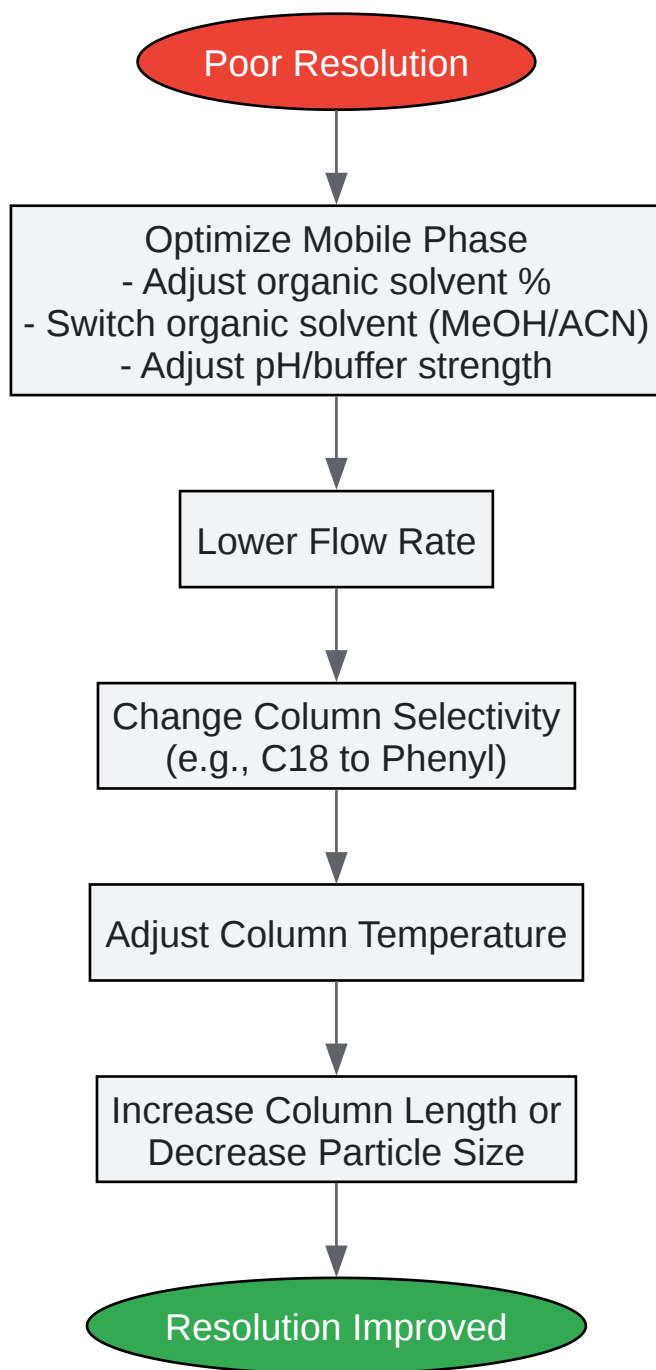 Poor Resolution
Optimize Mobile Phase
- Adjust organic solvent %
- Switch organic solvent (MeOH/ACN)
- Adjust pH/buffer strength
Lower Flow Rate
Change Column Selectivity
(e.g., C18 to Phenyl)
Adjust Column Temperature
Increase Column Length or
Decrease Particle Size
Resolution Improved